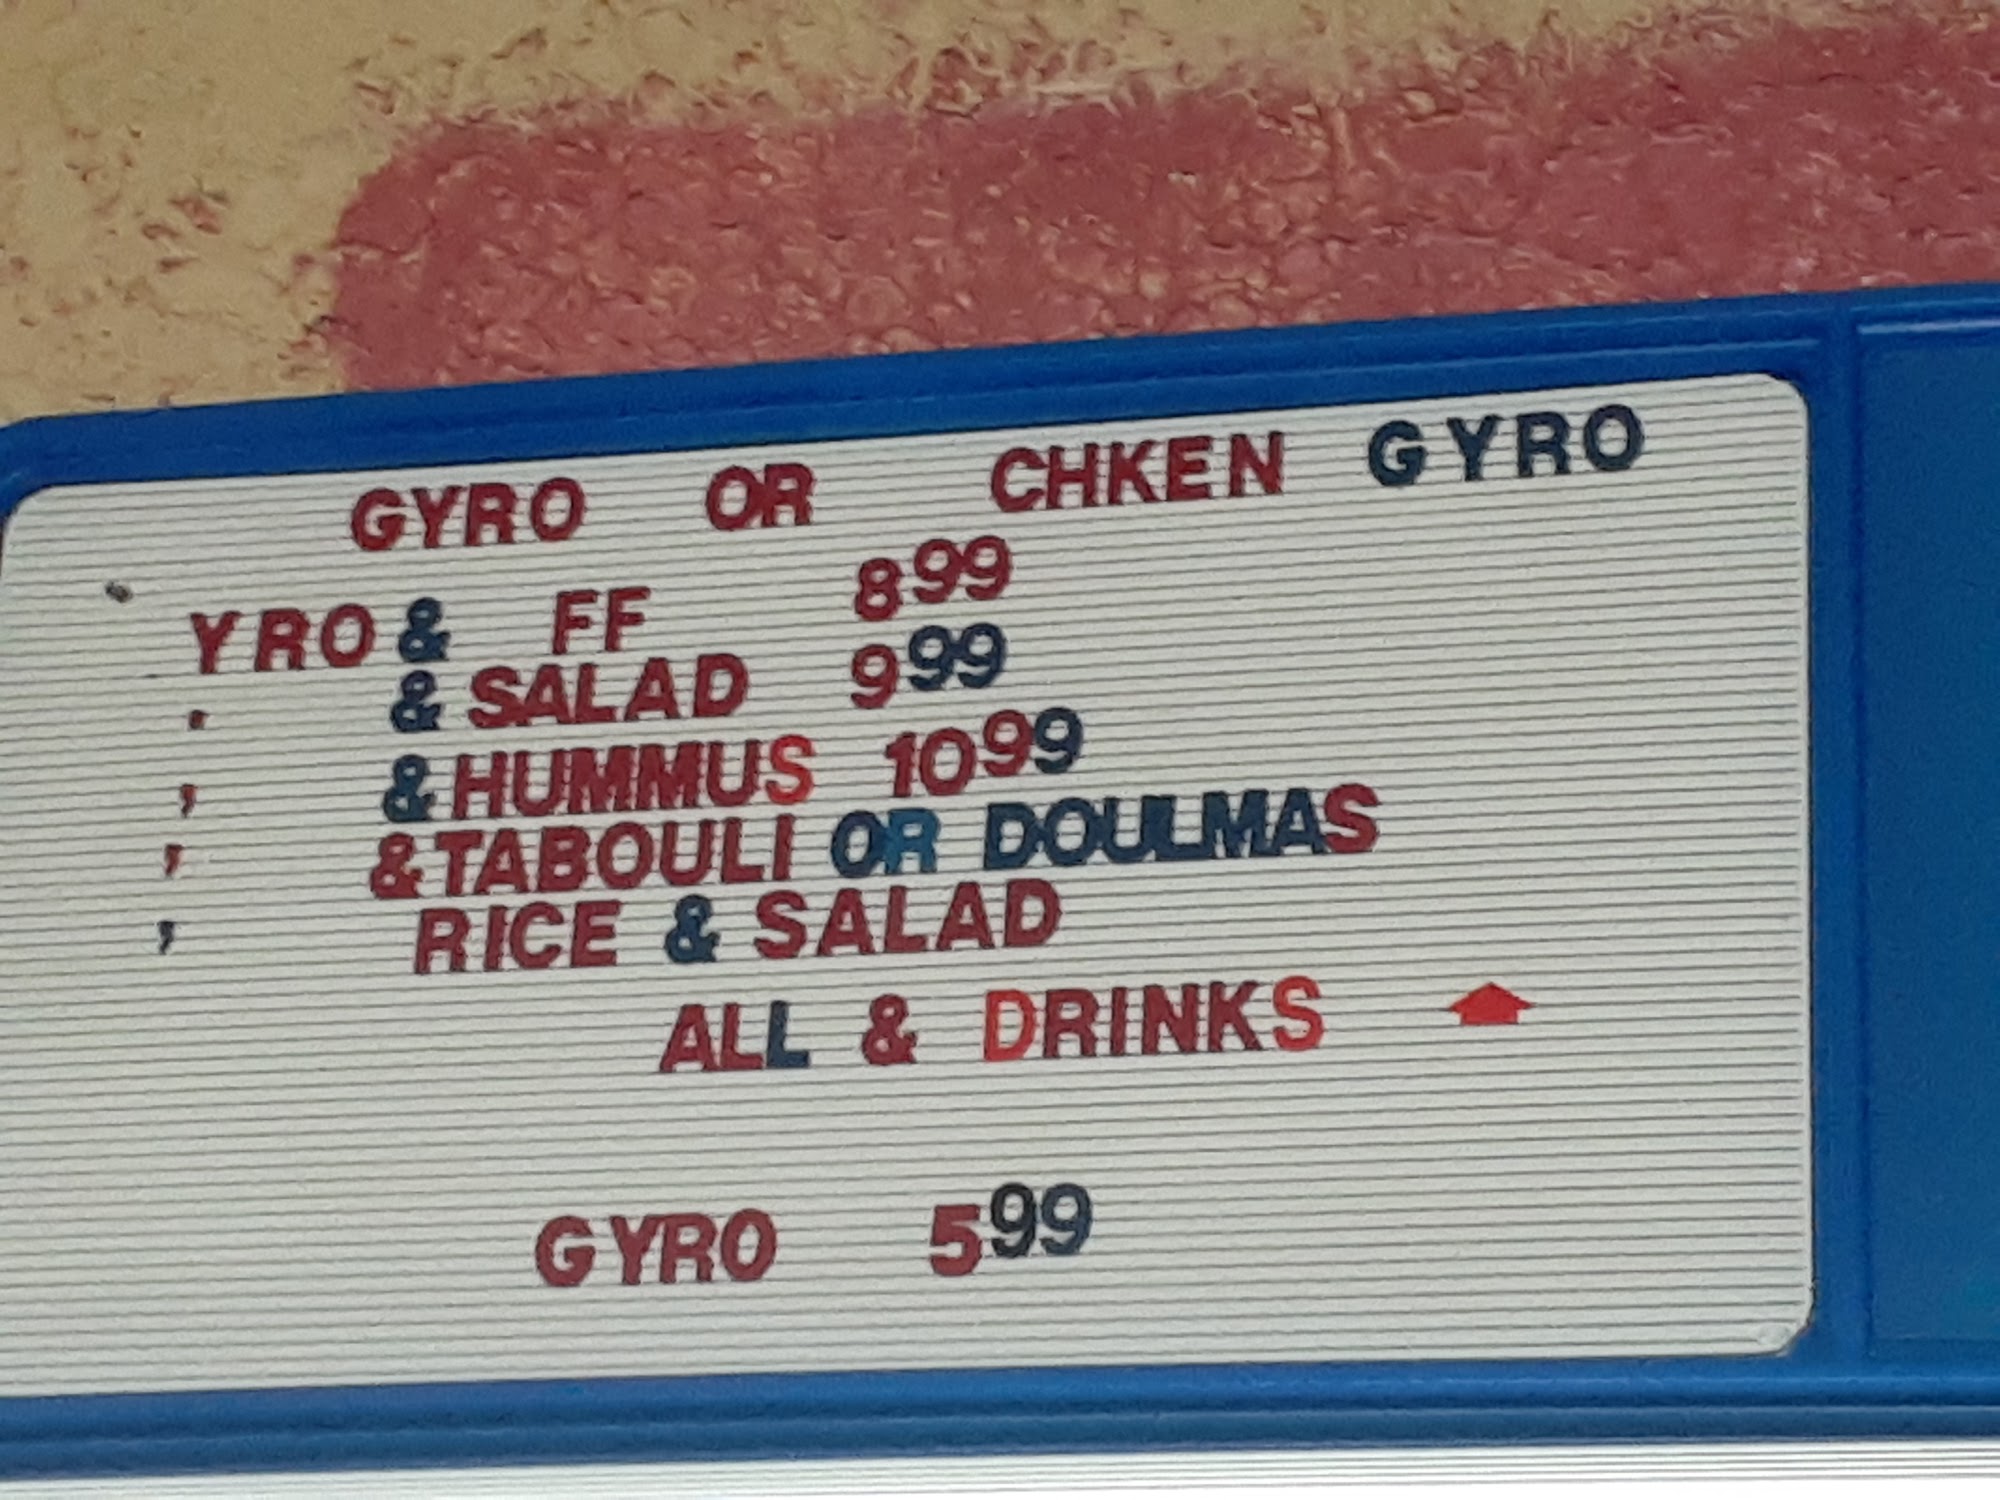 GYRO OR CHKEN GYRO
YRO & FF 899
. & SALAD 999
, & HUMMUS 1099
, & TABOULI OR DOULMAS
, RICE & SALAD
ALL & DRINKS
GYRO 599